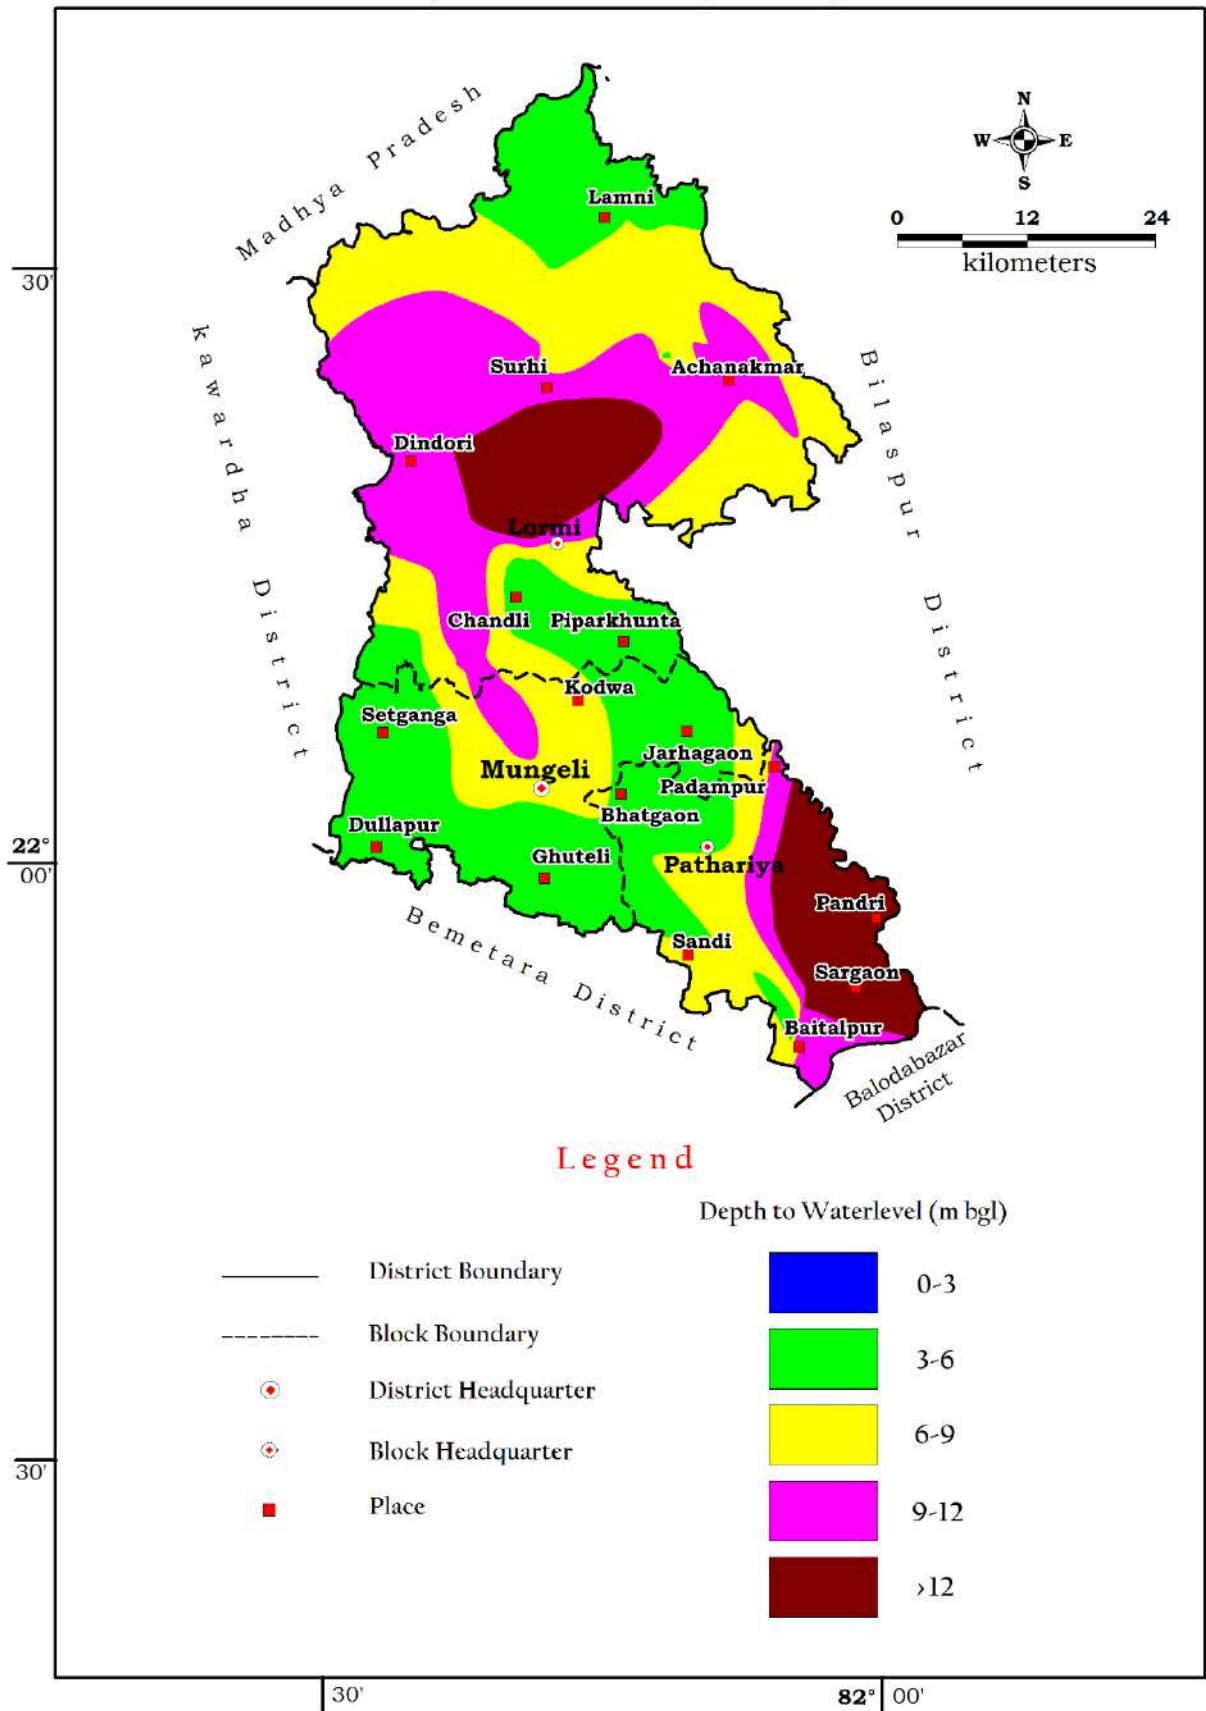 N
W E
S
0 12 24
kilometers
Madhya Pradesh
kawardha District
Bilaspur District
Bemetara District
Balodabazar
District
Lamni
Surhi
Achanakmar
Dindori
Lormi
Chandli
Piparkhunta
Kodwa
Setganga
Jarhagaon
Mungeli
Padampur
Bhatgaon
Dullapur
Ghuteli
Pathariya
Pandri
Sandi
Sargaon
Baitalpur
30'
22°
00'
30'
30'
82° 00'
Legend
Depth to Waterlevel (m bgl)
District Boundary
Block Boundary
District Headquarter
Block Headquarter
Place
0-3
3-6
6-9
9-12
>12